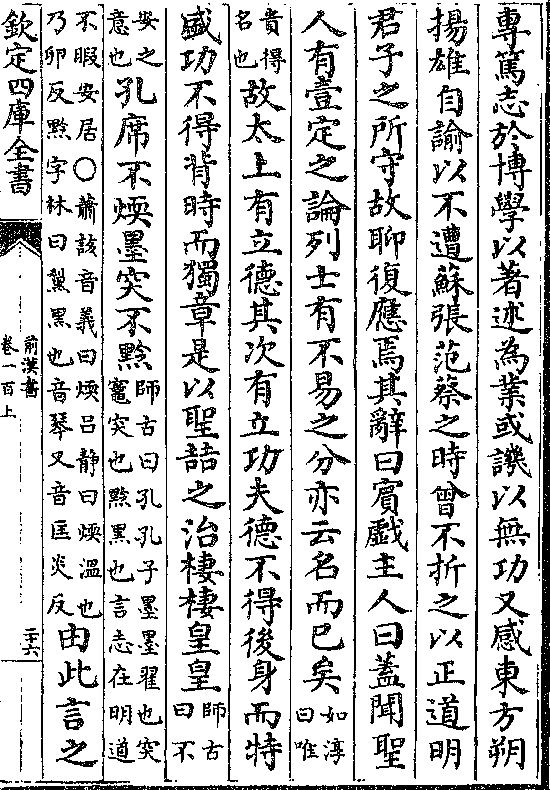 專篤志於博學以著述為業或譏以無功又感東方朔
揚雄自諭以不遭蘇張范蔡之時曾不折之以正道明
君子之所守故聊復應焉其辭曰賔戲主人曰蓋聞聖
人有壹定之論列士有不易之分亦云名而已矣如淳曰唯
貴得名也故太上有立德其次有立功夫德不得後身而特
盛功不得背時而獨章是以聖喆之治棲棲皇皇師古曰不
安之意也孔席不煗墨突不黔師古曰孔孔子墨墨翟也突竈突也黔黑也言志在明道
不暇安居○蕭該音義曰煗吕静曰煗溫也乃卯反黔字林曰黧黑也音琴又音匡炎反由此言之
欽定四庫全書
前漢書
卷一百上
二十六